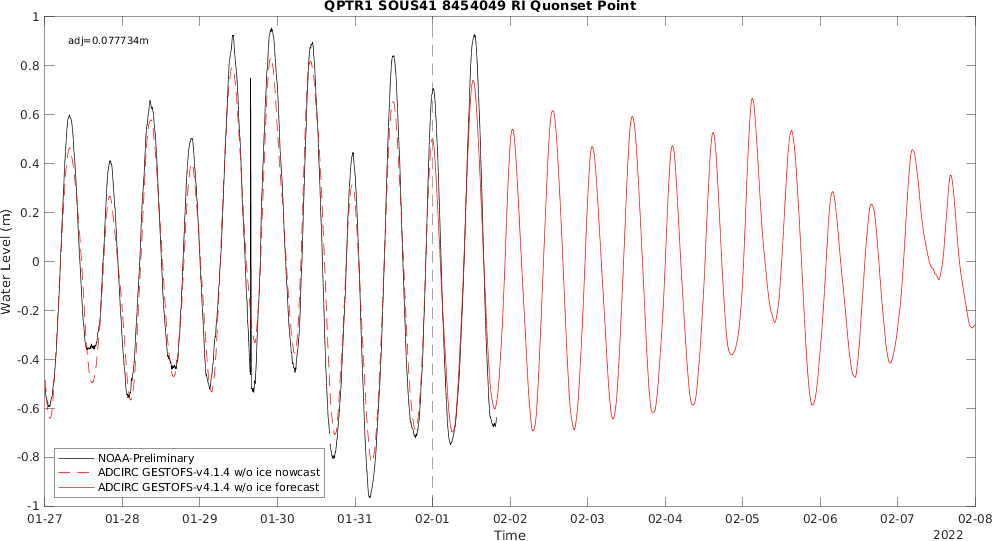 QPTR1 SOUS41 8454049 RI Quonset Point
adj=0.077734m
1
0.8
0.6
0.4
0.2
0
-0.2
-0.4
-0.6
-0.8
-1
Water Level (m)
NOAA-Preliminary
ADCIRC GESTOFS-v4.1.4 w/o ice nowcast
ADCIRC GESTOFS-v4.1.4 w/o ice forecast
01-27 01-28 01-29 01-30 01-31 02-01 02-02 02-03 02-04 02-05 02-06 02-07 02-08
Time
2022